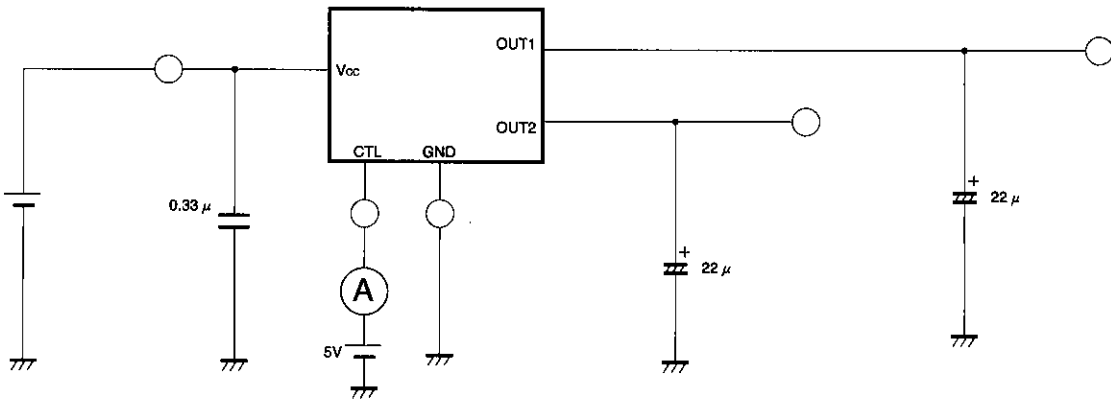 OUT1
Vcc
OUT2
CTL GND
0.33 μ
22 μ
22 μ
+
+
A
5V